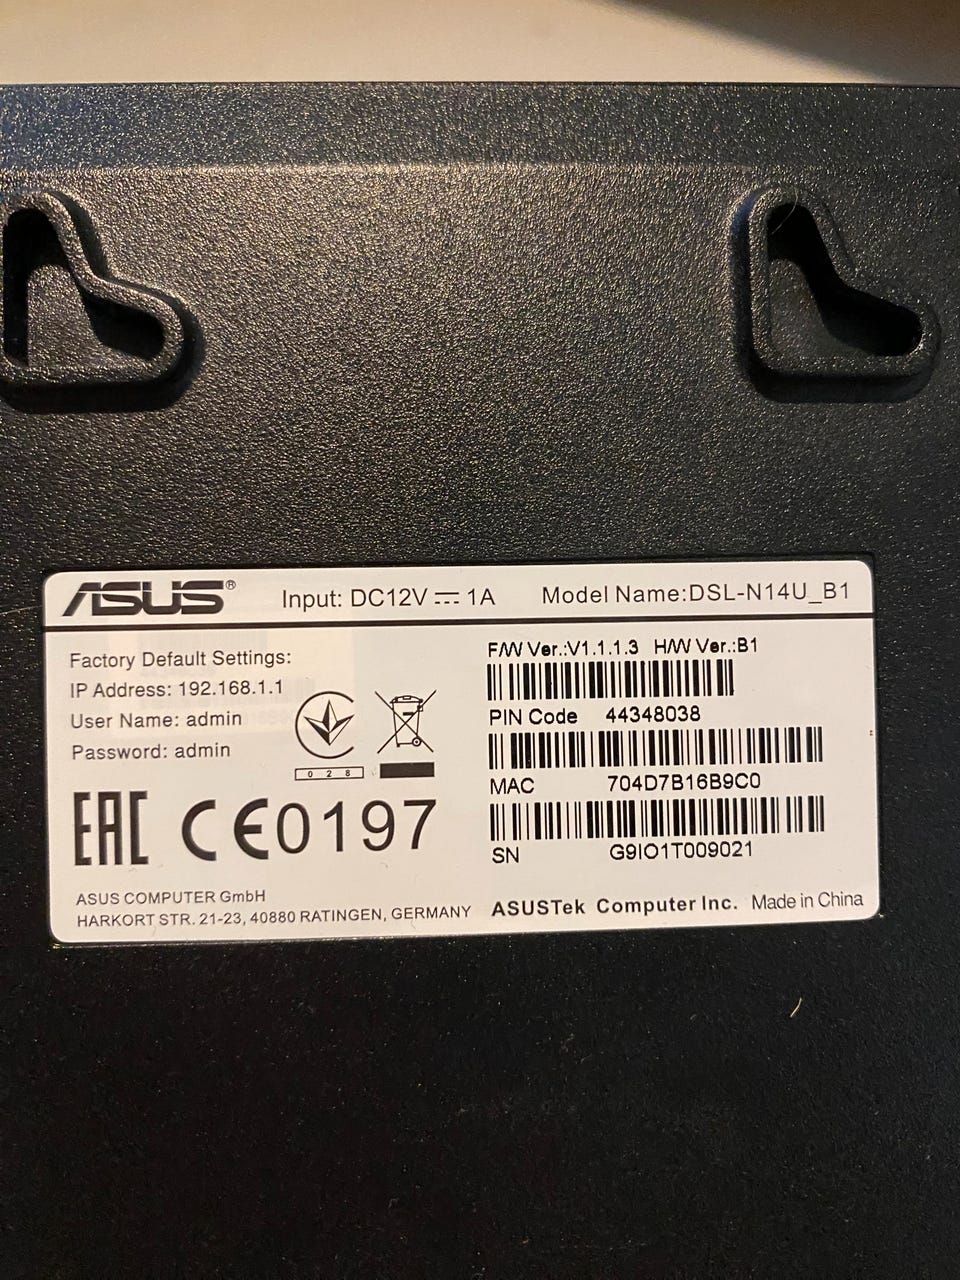 ASUS® Input: DC12V ⎓ 1A Model Name:DSL-N14U_B1
Factory Default Settings:
IP Address: 192.168.1.1
User Name: admin
Password: admin
028
EAC CE0197
ASUS COMPUTER GmbH
HARKORT STR. 21-23, 40880 RATINGEN, GERMANY
F/W Ver.:V1.1.1.3 H/W Ver.:B1
PIN Code 44348038
MAC 704D7B16B9C0
SN G9IO1T009021
ASUSTek Computer Inc. Made in China